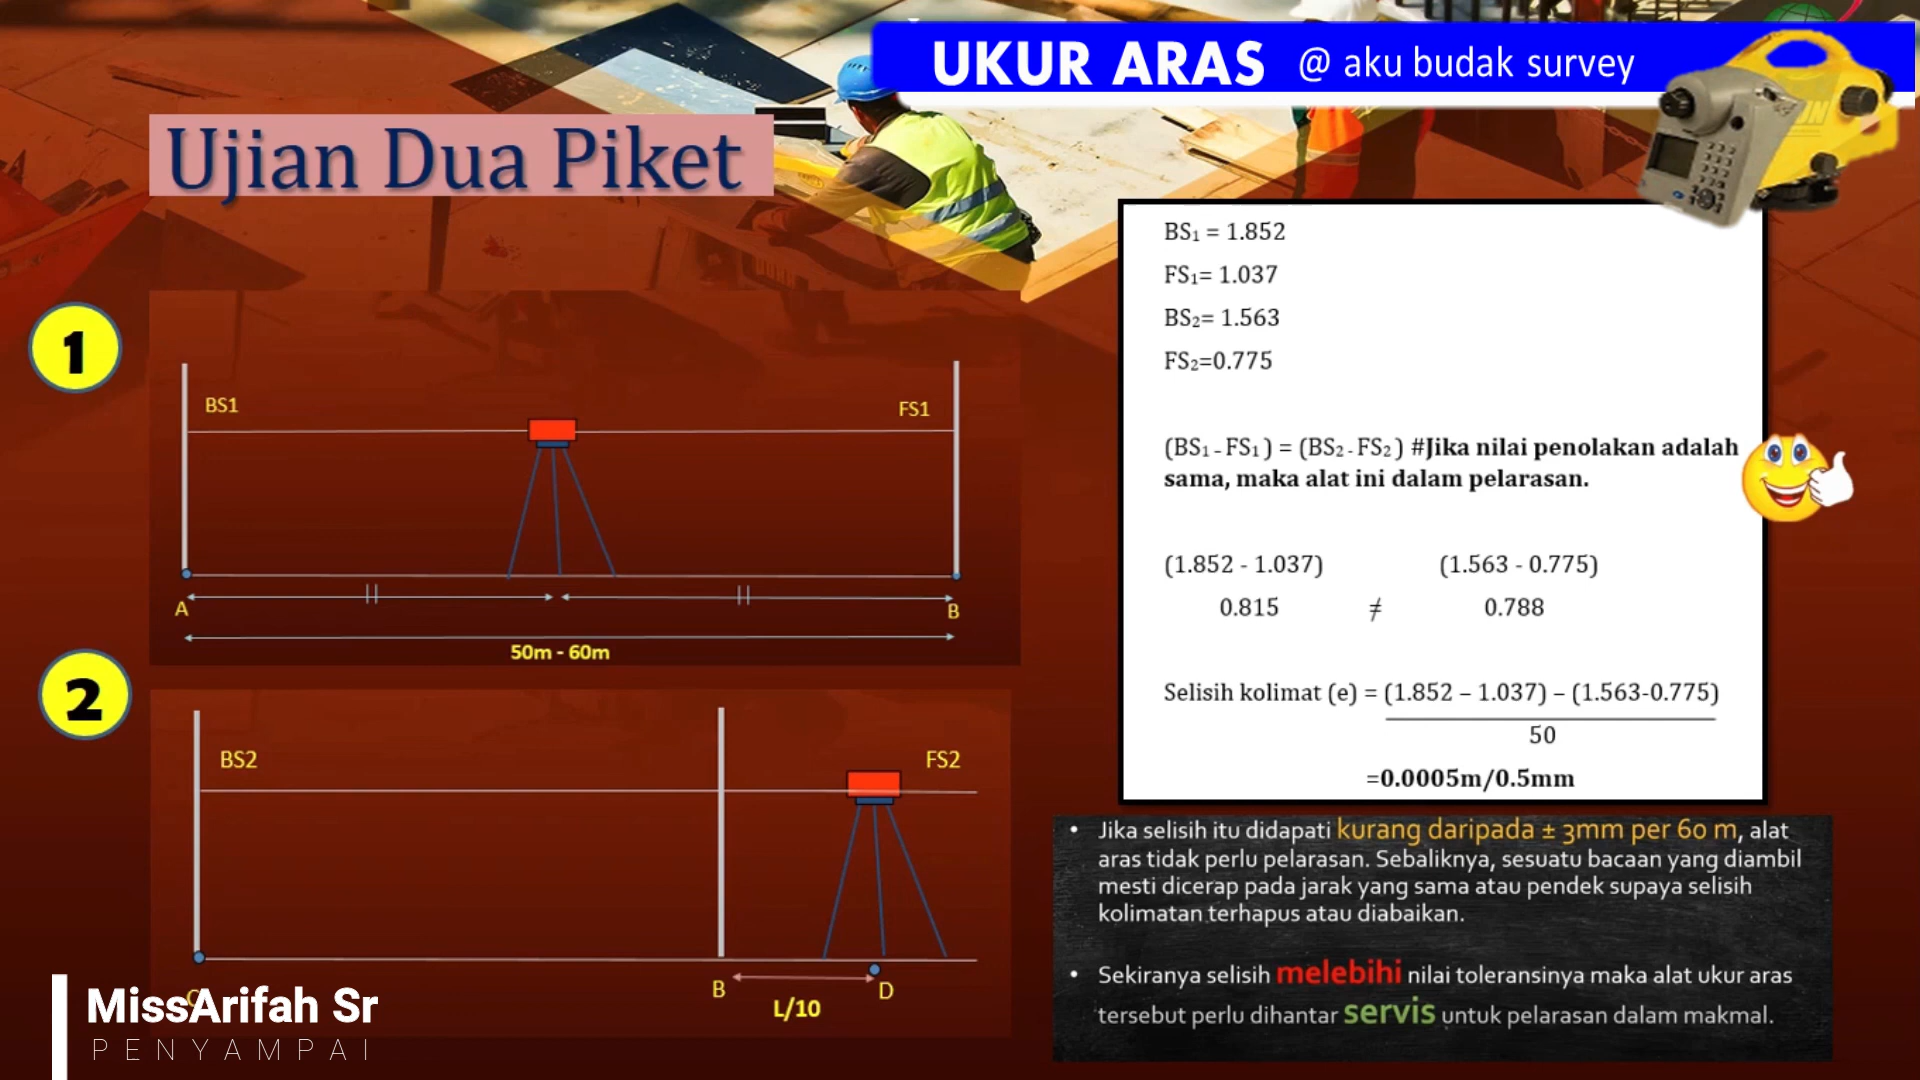 UKUR ARAS @ aku budak survey
Ujian Dua Piket
1
BS1
FS1
A
B
50m - 60m
2
BS2
FS2
C
B
D
L/10
BS1 = 1.852
FS1= 1.037
BS2= 1.563
FS2=0.775
(BS1 - FS1 ) = (BS2 - FS2 ) #Jika nilai penolakan adalah
sama, maka alat ini dalam pelarasan.
(1.852 - 1.037) (1.563 - 0.775)
0.815 ≠ 0.788
Selisih kolimat (e) = (1.852 – 1.037) – (1.563-0.775)
50
=0.0005m/0.5mm
• Jika selisih itu didapati kurang daripada ± 3mm per 60 m, alat
aras tidak perlu pelarasan. Sebaliknya, sesuatu bacaan yang diambil
mesti dicerap pada jarak yang sama atau pendek supaya selisih
kolimatan terhapus atau diabaikan.
• Sekiranya selisih melebihi nilai toleransinya maka alat ukur aras
tersebut perlu dihantar servis untuk pelarasan dalam makmal.
MissArifah Sr
PENYAMPAI